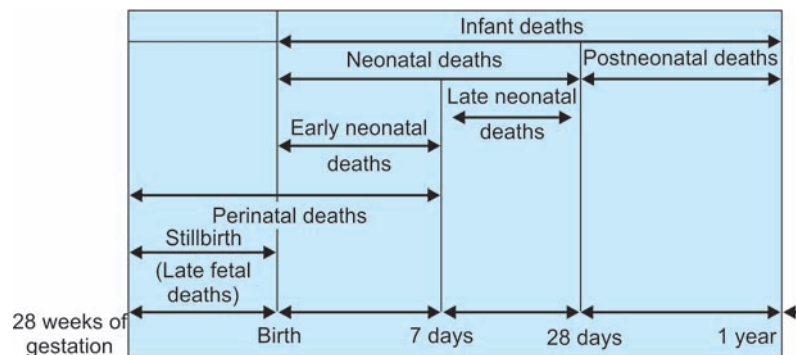 Infant deaths
Neonatal deaths
Postneonatal deaths
Late neonatal
deaths
Early neonatal
deaths
Perinatal deaths
Stillbirth
(Late fetal
deaths)
28 weeks of
gestation
Birth
7 days
28 days
1 year